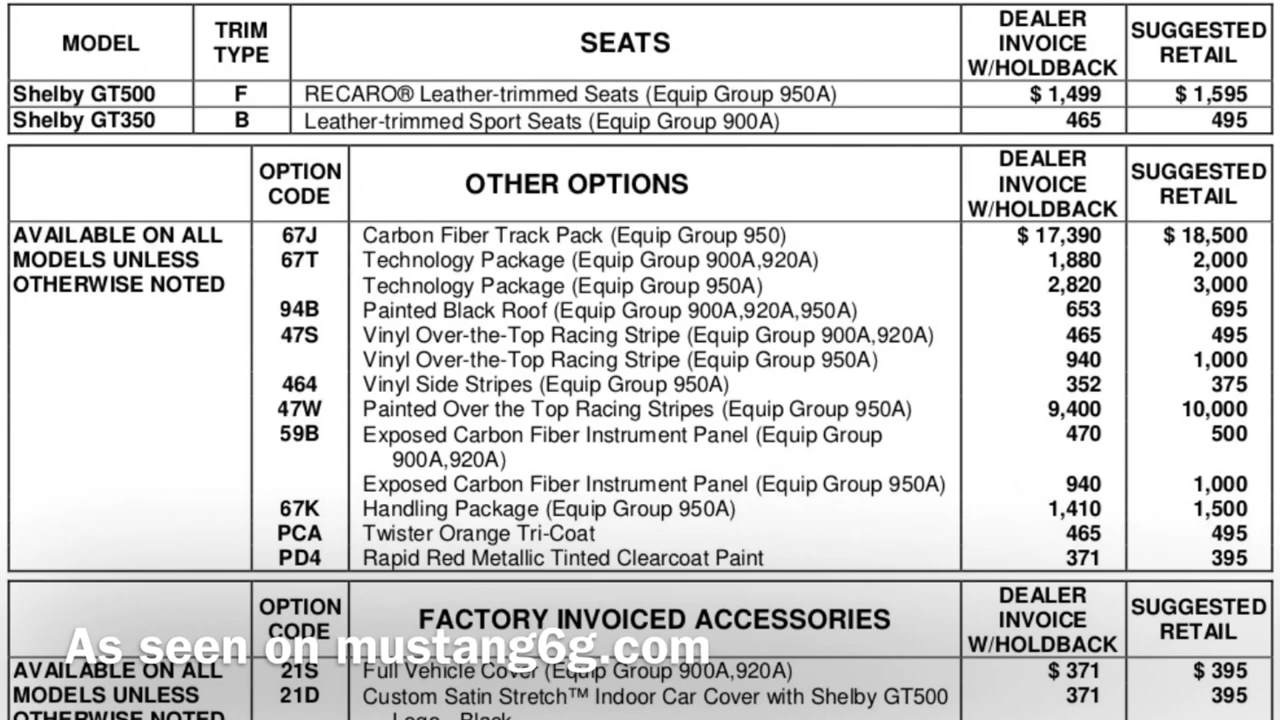 MODEL TRIM TYPE SEATS DEALER INVOICE W/HOLDBACK SUGGESTED RETAIL
Shelby GT500 F RECARO® Leather-trimmed Seats (Equip Group 950A) $ 1,499 $ 1,595
Shelby GT350 B Leather-trimmed Sport Seats (Equip Group 900A) 465 495
OPTION CODE OTHER OPTIONS DEALER INVOICE W/HOLDBACK SUGGESTED RETAIL
AVAILABLE ON ALL 67J Carbon Fiber Track Pack (Equip Group 950) $ 17,390 $ 18,500
MODELS UNLESS 67T Technology Package (Equip Group 900A,920A) 1,880 2,000
OTHERWISE NOTED Technology Package (Equip Group 950A) 2,820 3,000
94B Painted Black Roof (Equip Group 900A,920A,950A) 653 695
47S Vinyl Over-the-Top Racing Stripe (Equip Group 900A,920A) 465 495
Vinyl Over-the-Top Racing Stripe (Equip Group 950A) 940 1,000
464 Vinyl Side Stripes (Equip Group 950A) 352 375
47W Painted Over the Top Racing Stripes (Equip Group 950A) 9,400 10,000
59B Exposed Carbon Fiber Instrument Panel (Equip Group 470 500
900A,920A)
Exposed Carbon Fiber Instrument Panel (Equip Group 950A) 940 1,000
67K Handling Package (Equip Group 950A) 1,410 1,500
PCA Twister Orange Tri-Coat 465 495
PD4 Rapid Red Metallic Tinted Clearcoat Paint 371 395
OPTION CODE FACTORY INVOICED ACCESSORIES DEALER INVOICE W/HOLDBACK SUGGESTED RETAIL
As seen on mustang6g.com
AVAILABLE ON ALL 21S Full Vehicle Cover (Equip Group 900A,920A) $ 371 $ 395
MODELS UNLESS 21D Custom Satin Stretch™ Indoor Car Cover with Shelby GT500 371 395
OTHERWISE NOTED Logo - Black